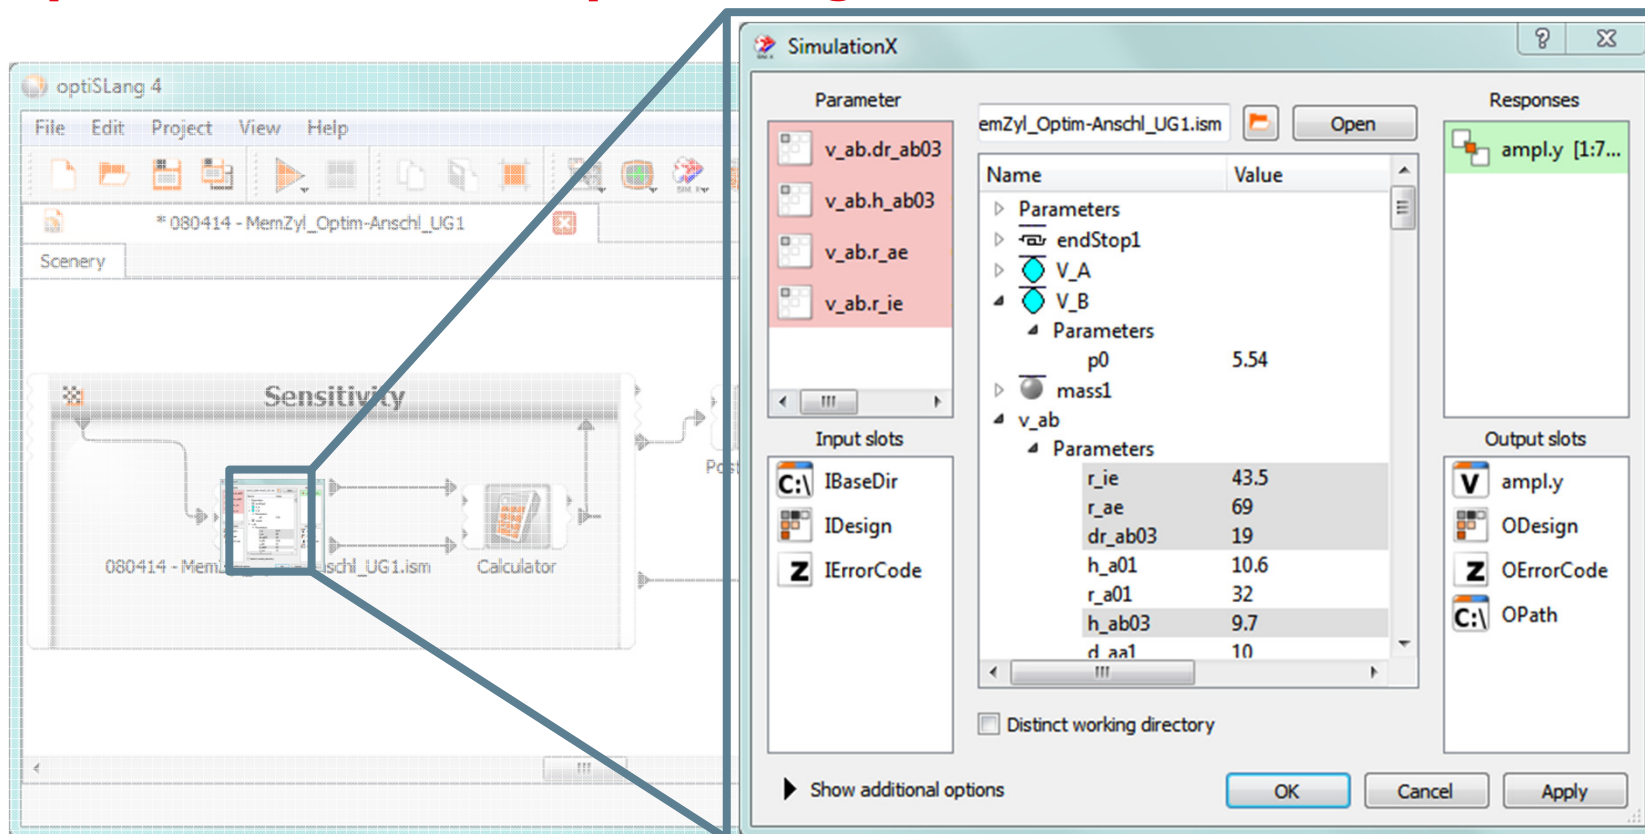 optiSLang 4
File Edit Project View Help
* 080414 - MemZyl_Optim-Anschl_UG1
Scenery
Sensitivity
Post
080414 - Mem
schl_UG1.ism
Calculator
SimulationX
Parameter
v_ab.dr_ab03
v_ab.h_ab03
v_ab.r_ae
v_ab.r_ie
Input slots
C:\ IBaseDir
IDesign
Z IErrorCode
emZyl_Optim-Anschl_UG1.ism
Open
Name Value
Parameters
endStop1
V_A
V_B
Parameters
p0 5.54
mass1
v_ab
Parameters
r_ie 43.5
r_ae 69
dr_ab03 19
h_a01 10.6
r_a01 32
h_ab03 9.7
d_aa1 10
Distinct working directory
Responses
ampl.y [1:7...
Output slots
V ampl.y
ODesign
Z OErrorCode
C:\ OPath
Show additional options
OK Cancel Apply